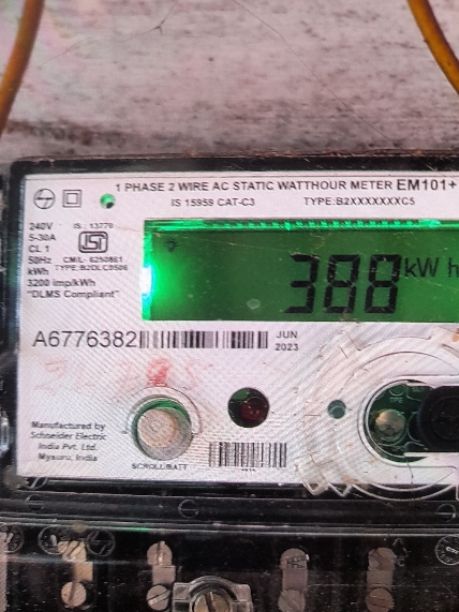 1 PHASE 2 WIRE AC STATIC WATTHOUR METER EM101+
IS 15959 CAT-C3 TYPE:B2XXXXXXXC5
240V IS : 13779
5-30A
CL 1
50Hz CM/L- 6250861
kWh TYPE:B2DLC0506
3200 imp/kWh
"DLMS Compliant"
ISI
388 kW h
A6776382
JUN
2023
Manufactured by
Schneider Electric
India Pvt. Ltd.
Mysuru, India
SCROLL/BATT